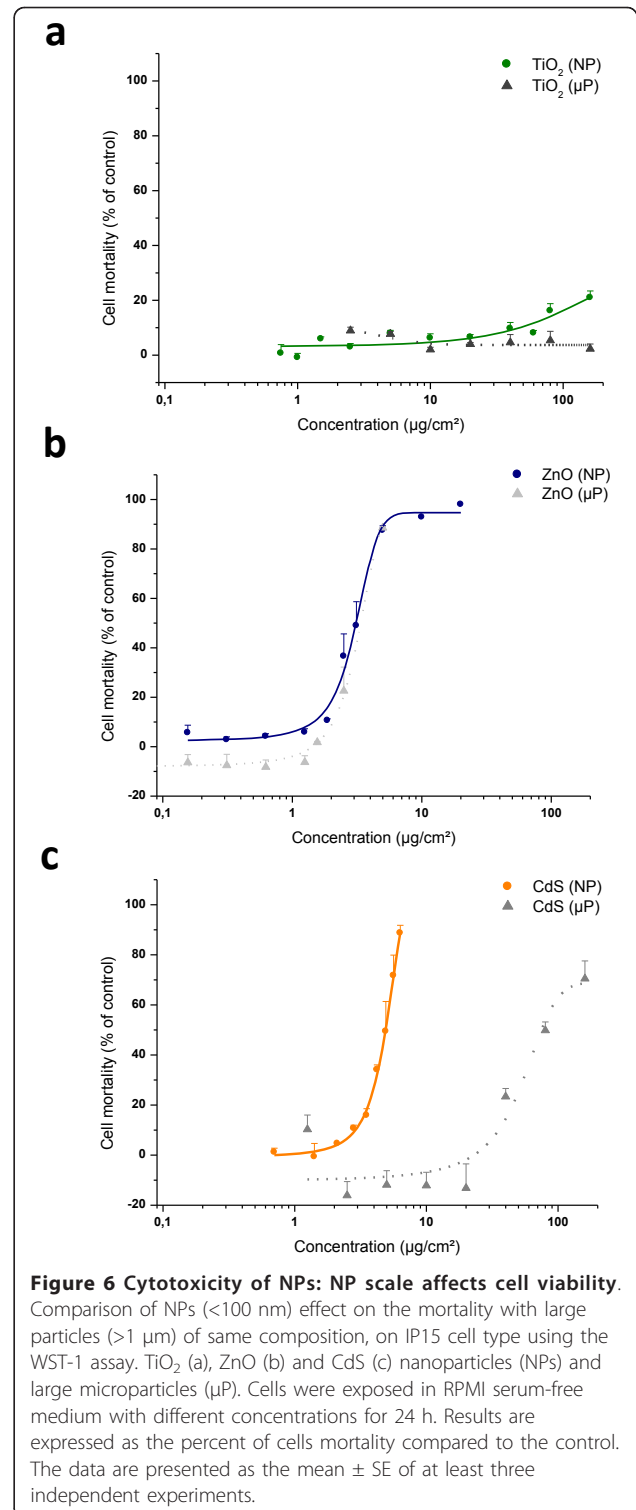 a
TiO₂ (NP)
TiO₂ (µP)
100
80
60
40
20
0
Cell mortality (% of control)
0,1
1
10
100
Concentration (µg/cm²)
b
ZnO (NP)
ZnO (µP)
100
80
60
40
20
0
-20
Cell mortality (% of control)
0,1
1
10
100
Concentration (µg/cm²)
c
CdS (NP)
CdS (µP)
100
80
60
40
20
0
-20
Cell mortality (% of control)
0,1
1
10
100
Concentration (µg/cm²)
Figure 6 Cytotoxicity of NPs: NP scale affects cell viability.
Comparison of NPs (<100 nm) effect on the mortality with large
particles (>1 μm) of same composition, on IP15 cell type using the
WST-1 assay. TiO₂ (a), ZnO (b) and CdS (c) nanoparticles (NPs) and
large microparticles (μP). Cells were exposed in RPMI serum-free
medium with different concentrations for 24 h. Results are
expressed as the percent of cells mortality compared to the control.
The data are presented as the mean ± SE of at least three
independent experiments.